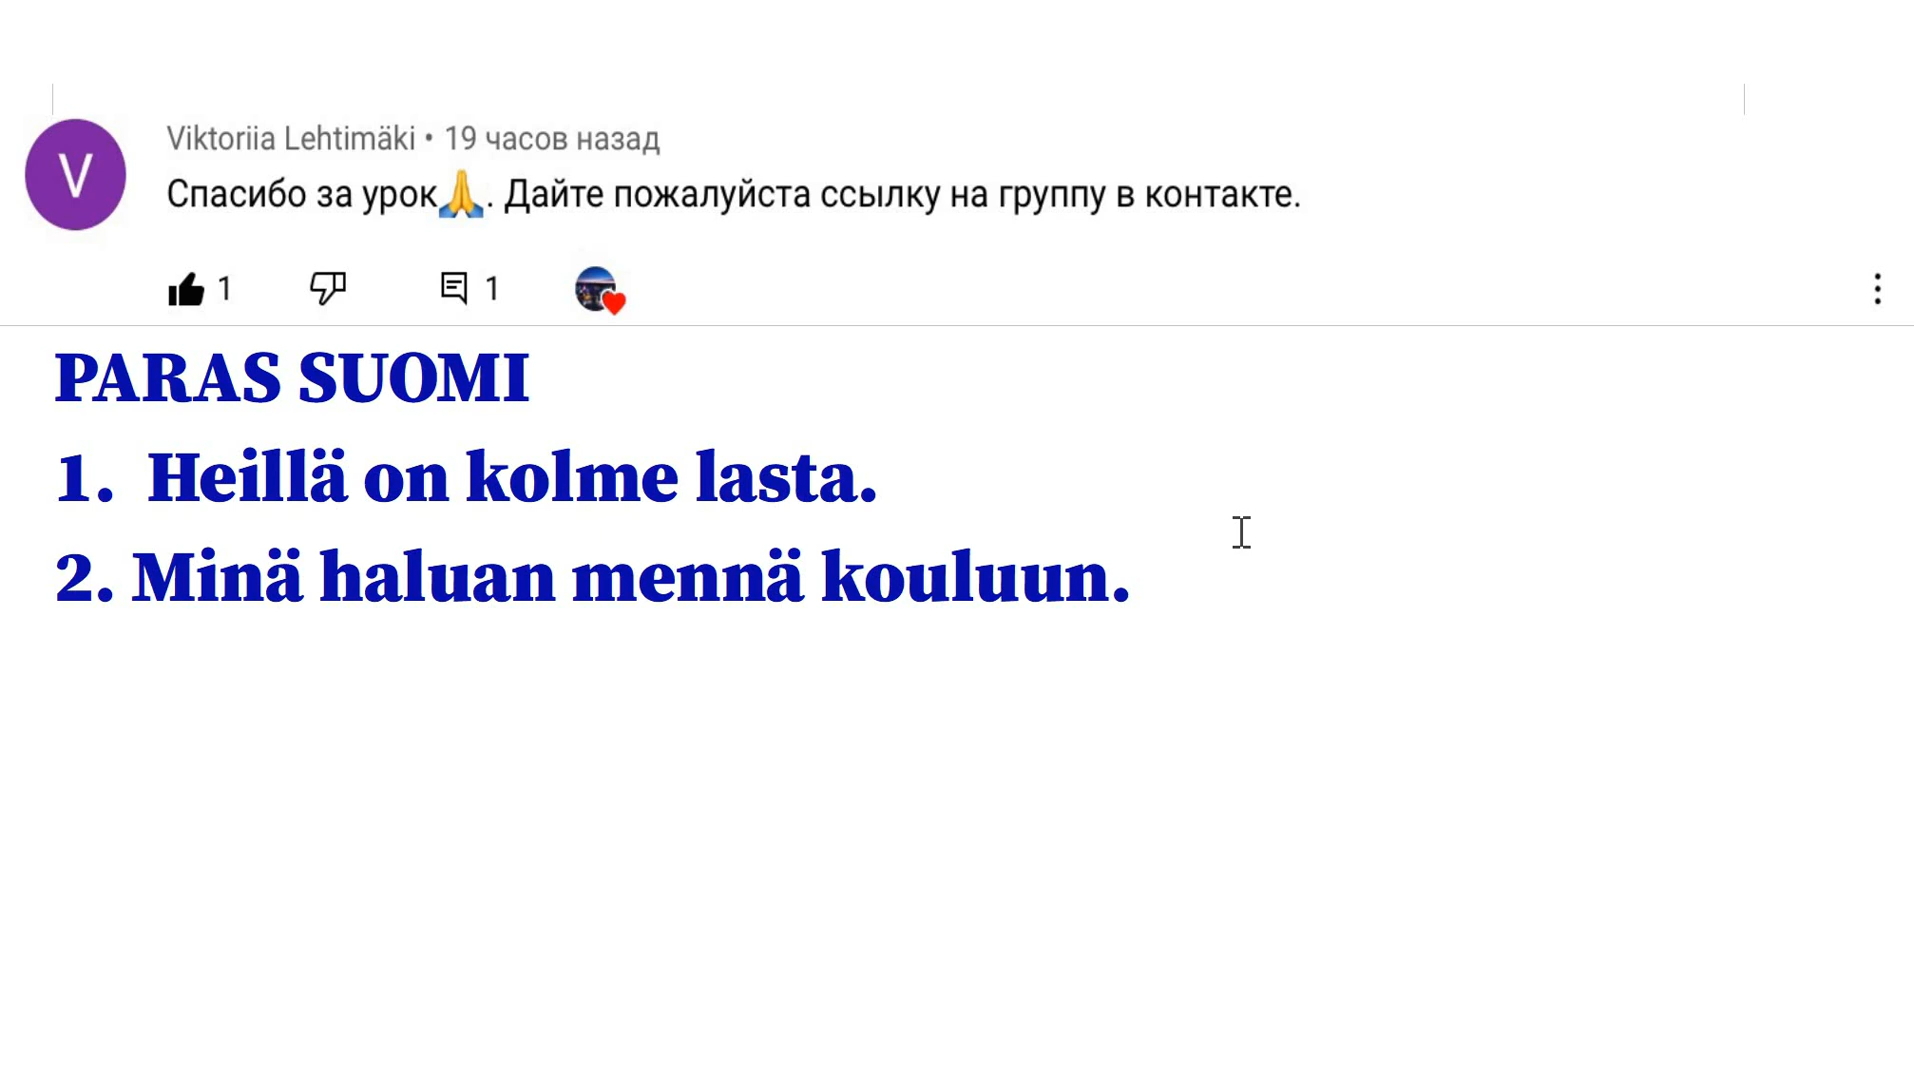 V
Viktoriia Lehtimäki • 19 часов назад
Спасибо за урок🙏. Дайте пожалуйста ссылку на группу в контакте.
1 1
PARAS SUOMI
1. Heillä on kolme lasta.
2. Minä haluan mennä kouluun.